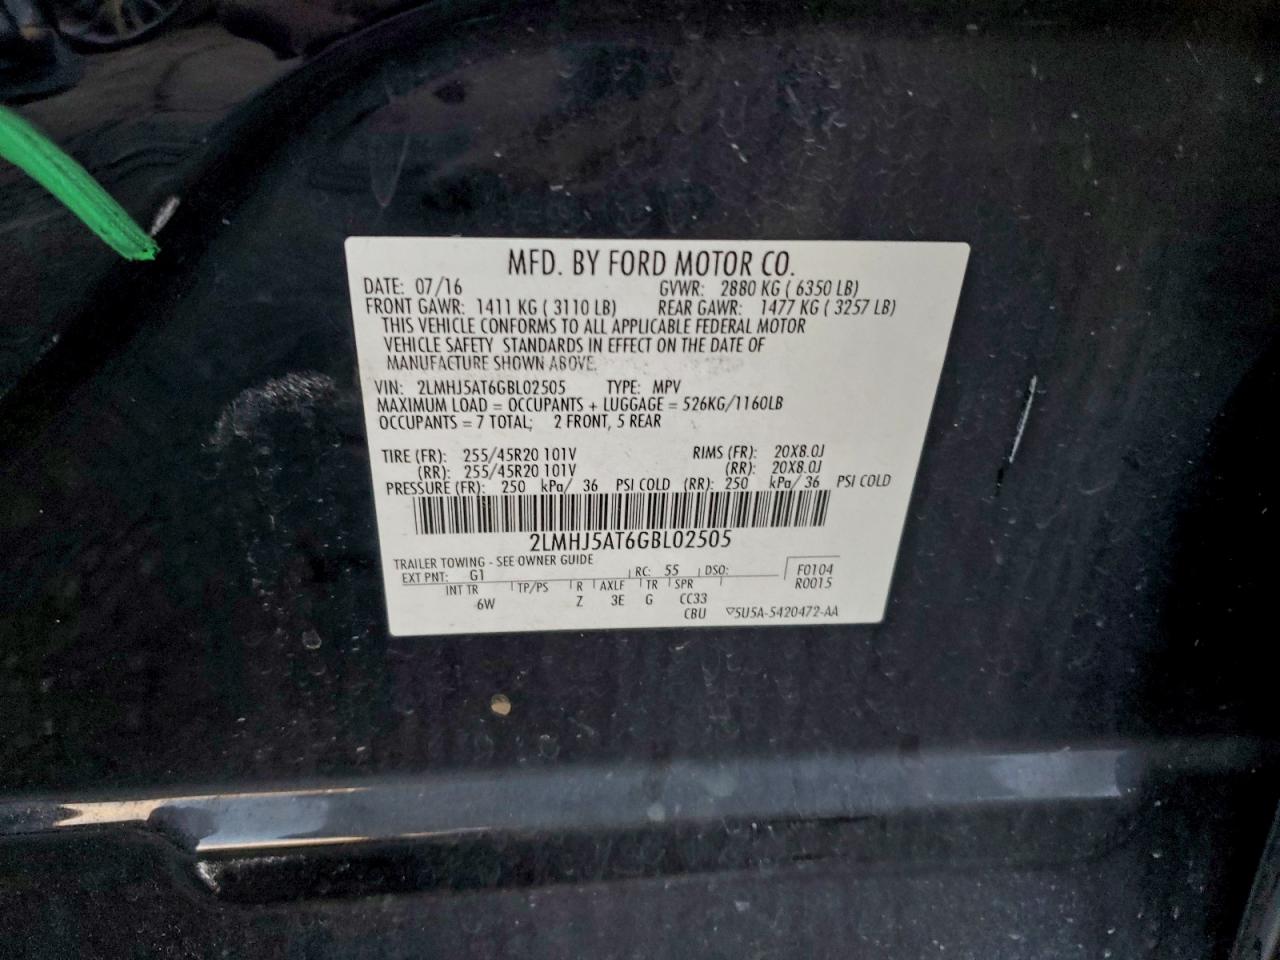 MFD. BY FORD MOTOR CO.
DATE: 07/16 GVWR: 2880 KG ( 6350 LB)
FRONT GAWR: 1411 KG ( 3110 LB) REAR GAWR: 1477 KG ( 3257 LB)
THIS VEHICLE CONFORMS TO ALL APPLICABLE FEDERAL MOTOR
VEHICLE SAFETY STANDARDS IN EFFECT ON THE DATE OF
MANUFACTURE SHOWN ABOVE.
VIN: 2LMHJ5AT6GBL02505 TYPE: MPV
MAXIMUM LOAD = OCCUPANTS + LUGGAGE = 526KG/1160LB
OCCUPANTS = 7 TOTAL; 2 FRONT, 5 REAR
TIRE (FR): 255/45R20 101V RIMS (FR): 20X8.0J
(RR): 255/45R20 101V (RR): 20X8.0J
PRESSURE (FR): 250 kPa/ 36 PSI COLD (RR): 250 kPa/ 36 PSI COLD
2LMHJ5AT6GBL02505
TRAILER TOWING - SEE OWNER GUIDE
EXT PNT: G1 RC: 55 DSO: F0104
INT TR TP/PS R AXLE TR SPR R0015
6W Z 3E G CC33
CBU 5U5A-5420472-AA